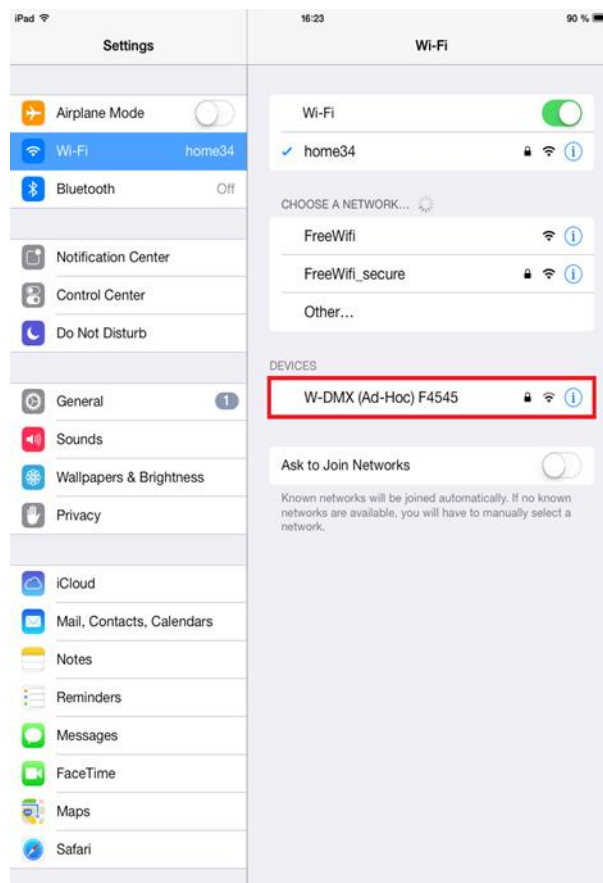 iPad 16:23 90 %
Settings
Airplane Mode
Wi-Fi home34
Bluetooth Off
Notification Center
Control Center
Do Not Disturb
General 1
Sounds
Wallpapers & Brightness
Privacy
iCloud
Mail, Contacts, Calendars
Notes
Reminders
Messages
FaceTime
Maps
Safari
Wi-Fi
Wi-Fi
home34
CHOOSE A NETWORK...
FreeWifi
FreeWifi_secure
Other...
DEVICES
W-DMX (Ad-Hoc) F4545
Ask to Join Networks
Known networks will be joined automatically. If no known
networks are available, you will have to manually select a
network.